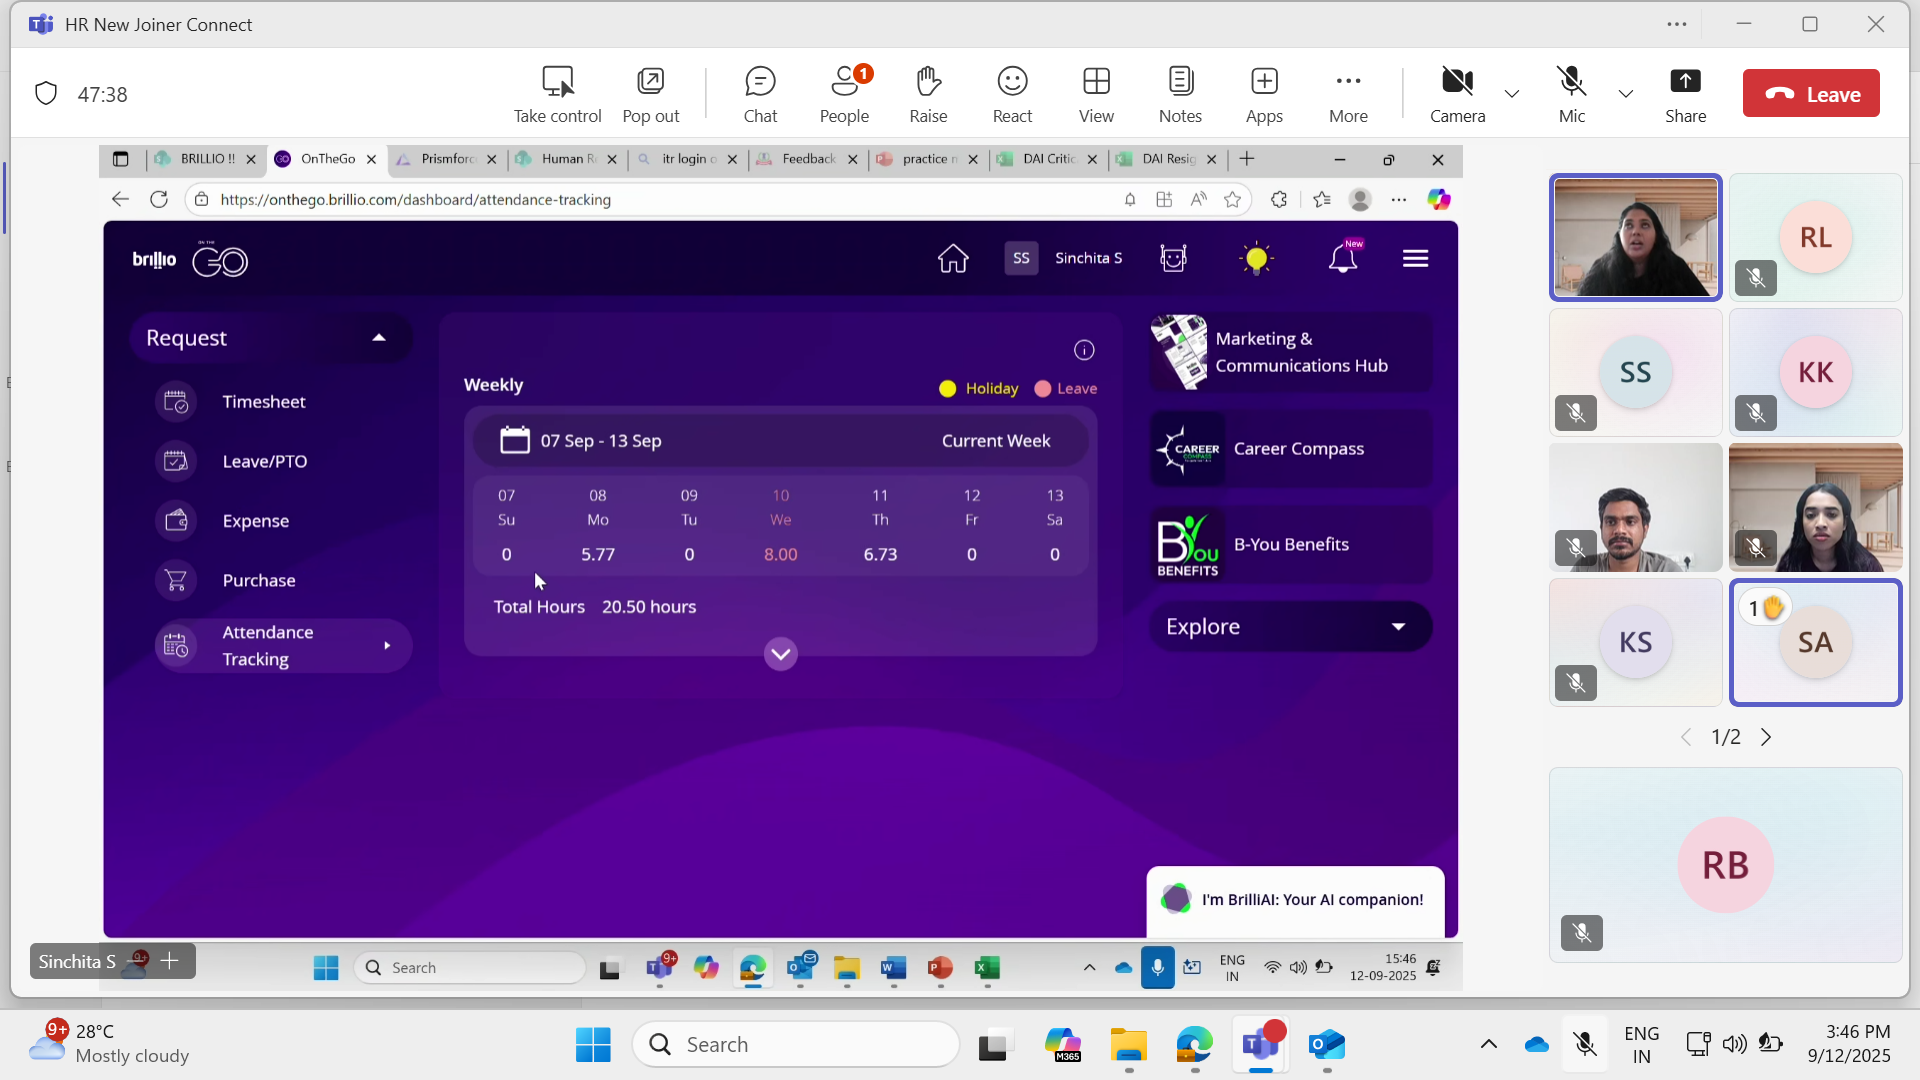 HR New Joiner Connect
47:38
Take control
Pop out
Chat
1
People
Raise
React
View
Notes
Apps
More
Camera
Mic
Share
Leave
BRILLIO !!
OnTheGo
Prismforc
Human Re
itr login o
Feedback
practice n
DAI Critic
DAI Resig
https://onthego.brillio.com/dashboard/attendance-tracking
brillio
ON THE
GO
SS
Sinchita S
New
Request
Timesheet
Leave/PTO
Expense
Purchase
Attendance
Tracking
Weekly
Holiday
Leave
07 Sep - 13 Sep
Current Week
07 08 09 10 11 12 13
Su Mo Tu We Th Fr Sa
0 5.77 0 8.00 6.73 0 0
Total Hours 20.50 hours
Marketing &
Communications Hub
CAREER
COMPASS
Career Compass
BYou
BENEFITS
B-You Benefits
Explore
I'm BrilliAI: Your AI companion!
RL
SS
KK
KS
1
SA
1/2
RB
Sinchita S
9+
Search
9+
ENG
IN
15:46
12-09-2025
9+
28°C
Mostly cloudy
Search
M365
ENG
IN
3:46 PM
9/12/2025